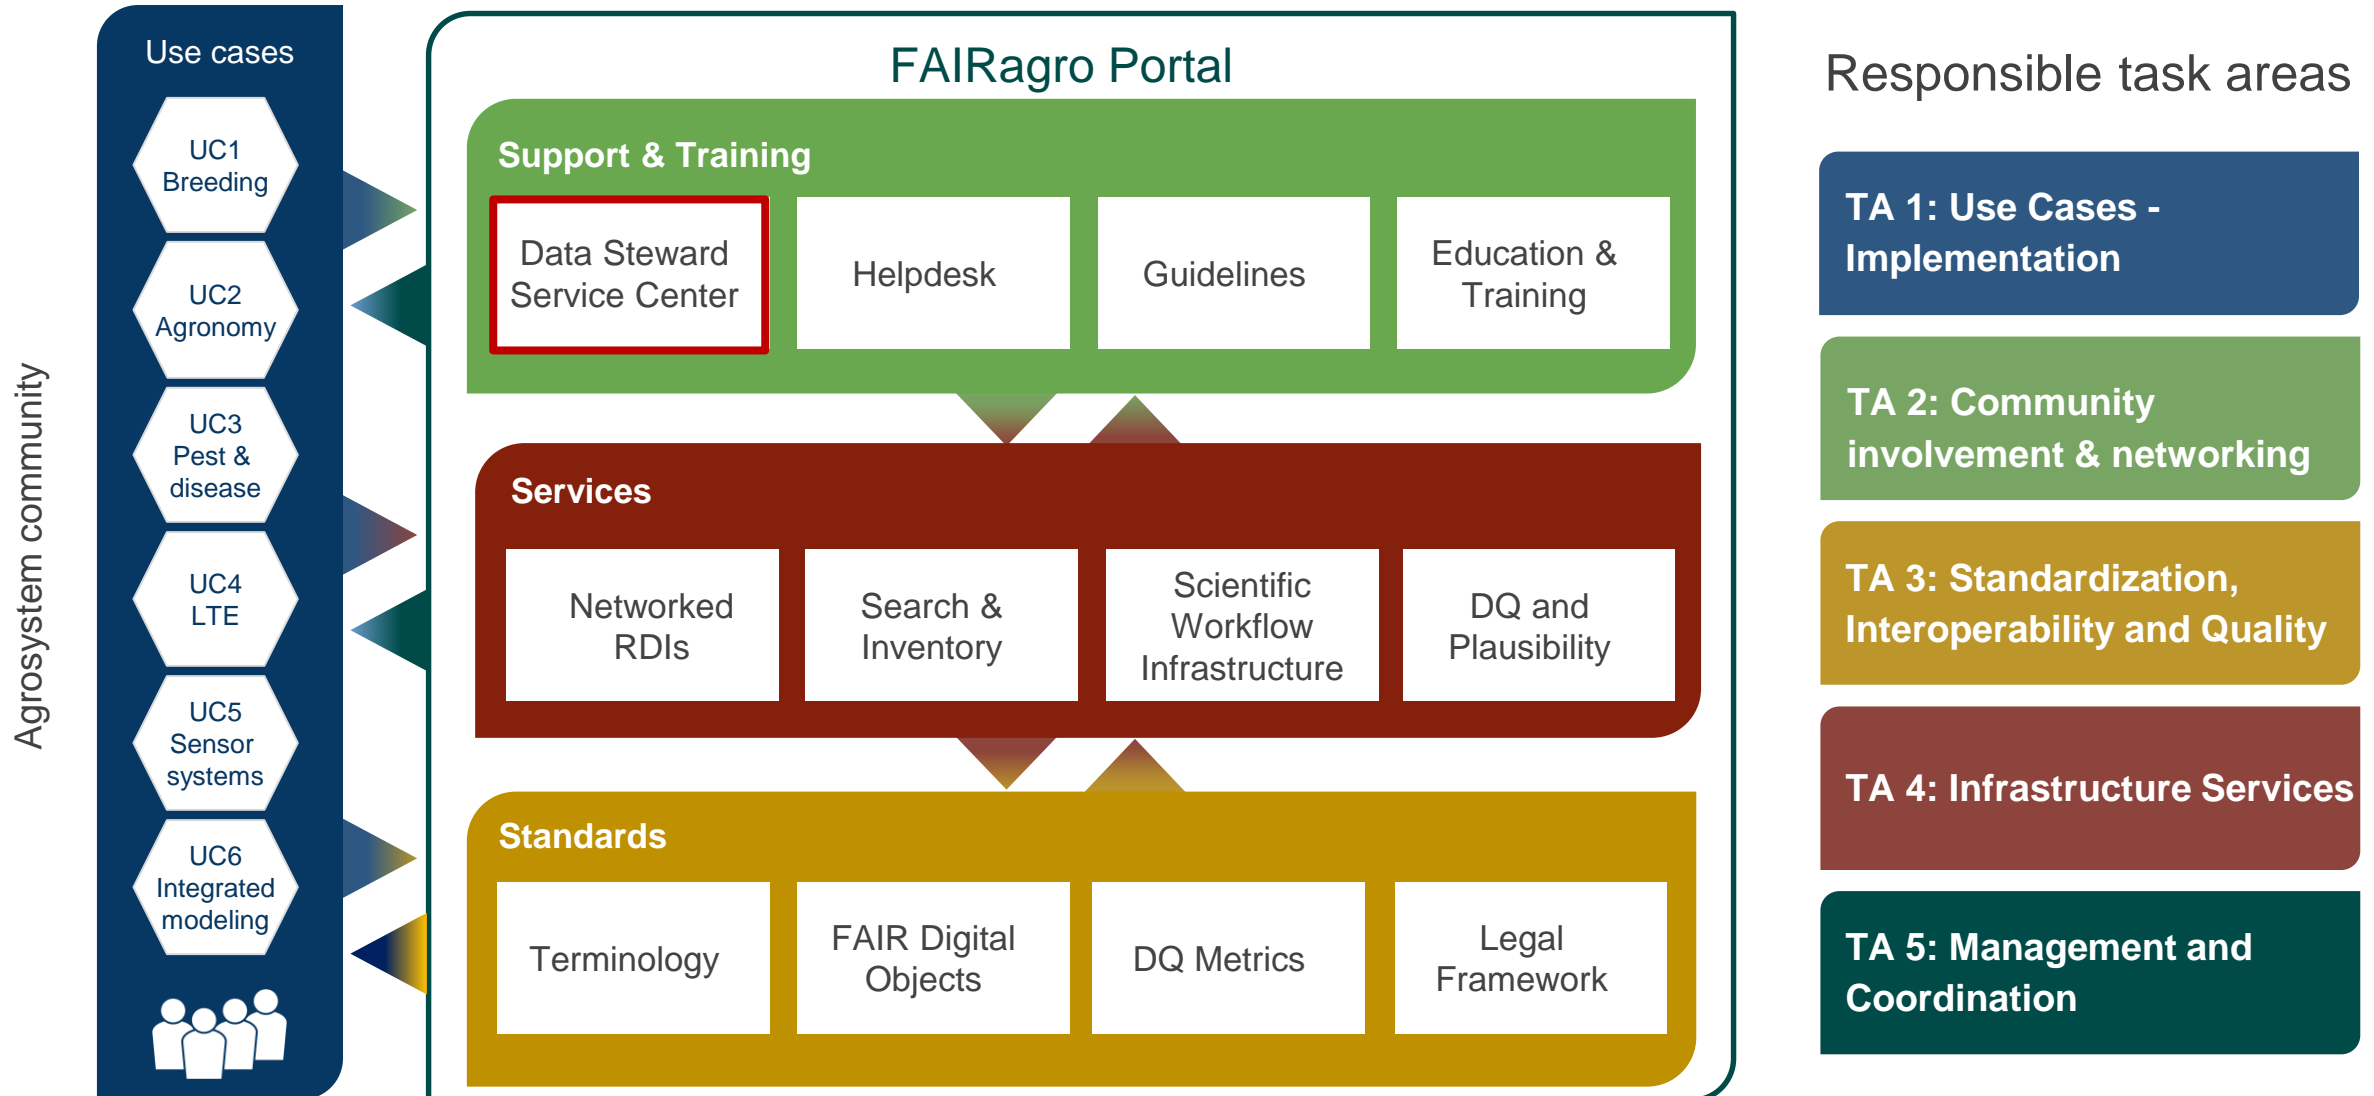 Agrosystem community
Use cases
UC1
Breeding
UC2
Agronomy
UC3
Pest &
disease
UC4
LTE
UC5
Sensor
systems
UC6
Integrated
modeling
FAIRagro Portal
Support & Training
Data Steward
Service Center
Helpdesk
Guidelines
Education &
Training
Services
Networked
RDIs
Search &
Inventory
Scientific
Workflow
Infrastructure
DQ and
Plausibility
Standards
Terminology
FAIR Digital
Objects
DQ Metrics
Legal
Framework
Responsible task areas
TA 1: Use Cases -
Implementation
TA 2: Community
involvement & networking
TA 3: Standardization,
Interoperability and Quality
TA 4: Infrastructure Services
TA 5: Management and
Coordination